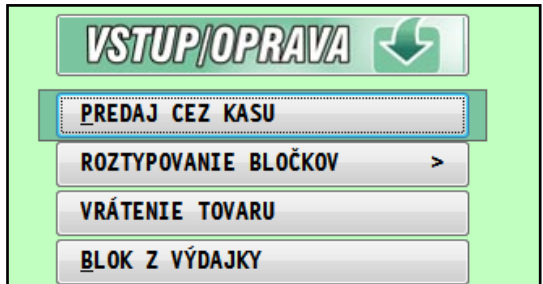 VSTUP/OPRAVA
PREDAJ CEZ KASU
ROZTYPOVANIE BLOČKOV >
VRÁTENIE TOVARU
BLOK Z VÝDAJKY